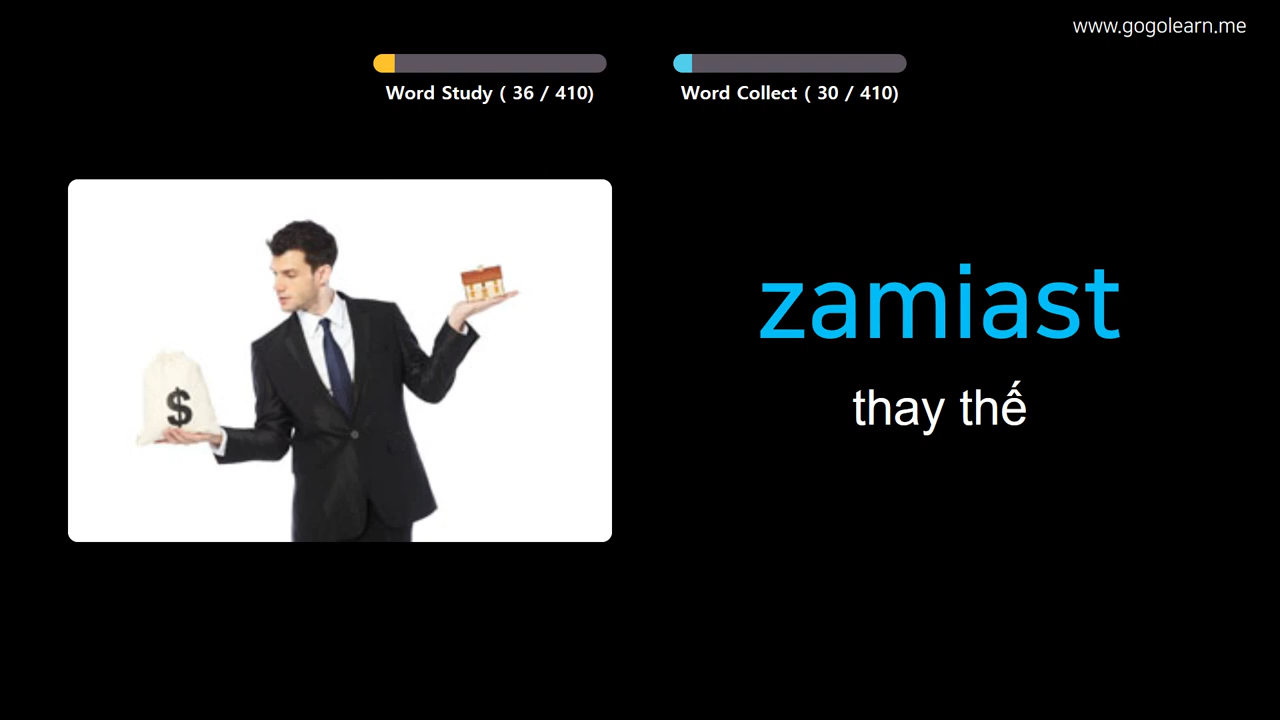 www.gogolearn.me
Word Study ( 36 / 410)
Word Collect ( 30 / 410)
$
zamiast
thay thế